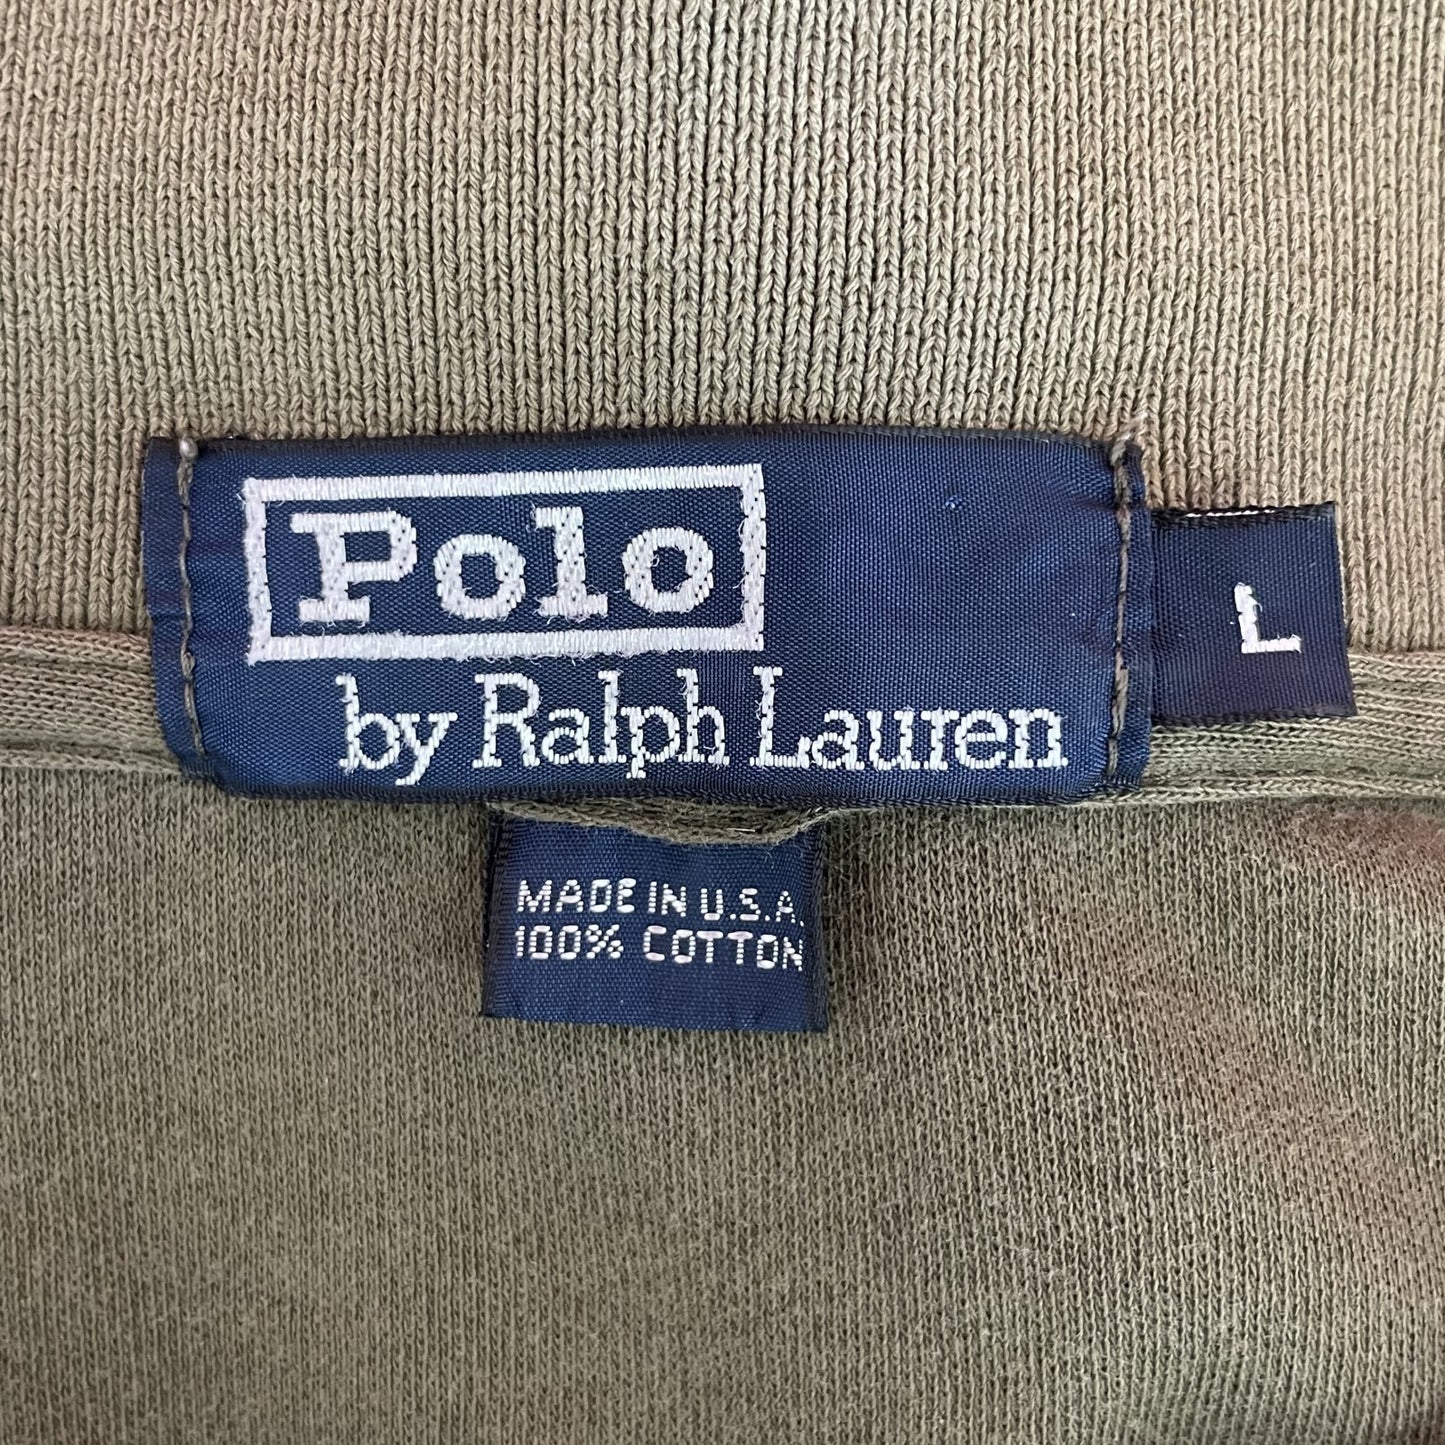 Polo
by Ralph Lauren
L
MADE IN U.S.A.
100% COTTON